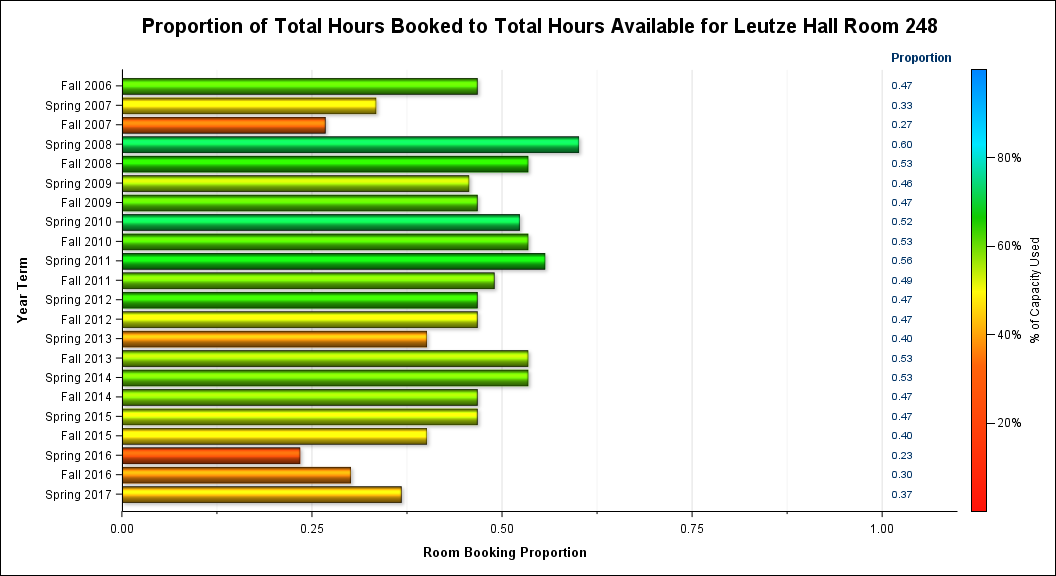 Proportion of Total Hours Booked to Total Hours Available for Leutze Hall Room 248
Proportion
Fall 2006 0.47
Spring 2007 0.33
Fall 2007 0.27
Spring 2008 0.60
Fall 2008 0.53
Spring 2009 0.46
Fall 2009 0.47
Spring 2010 0.52
Fall 2010 0.53
Spring 2011 0.56
Fall 2011 0.49
Spring 2012 0.47
Fall 2012 0.47
Spring 2013 0.40
Fall 2013 0.53
Spring 2014 0.53
Fall 2014 0.47
Spring 2015 0.47
Fall 2015 0.40
Spring 2016 0.23
Fall 2016 0.30
Spring 2017 0.37
Year Term
0.00 0.25 0.50 0.75 1.00
Room Booking Proportion
80%
60%
40%
20%
% of Capacity Used